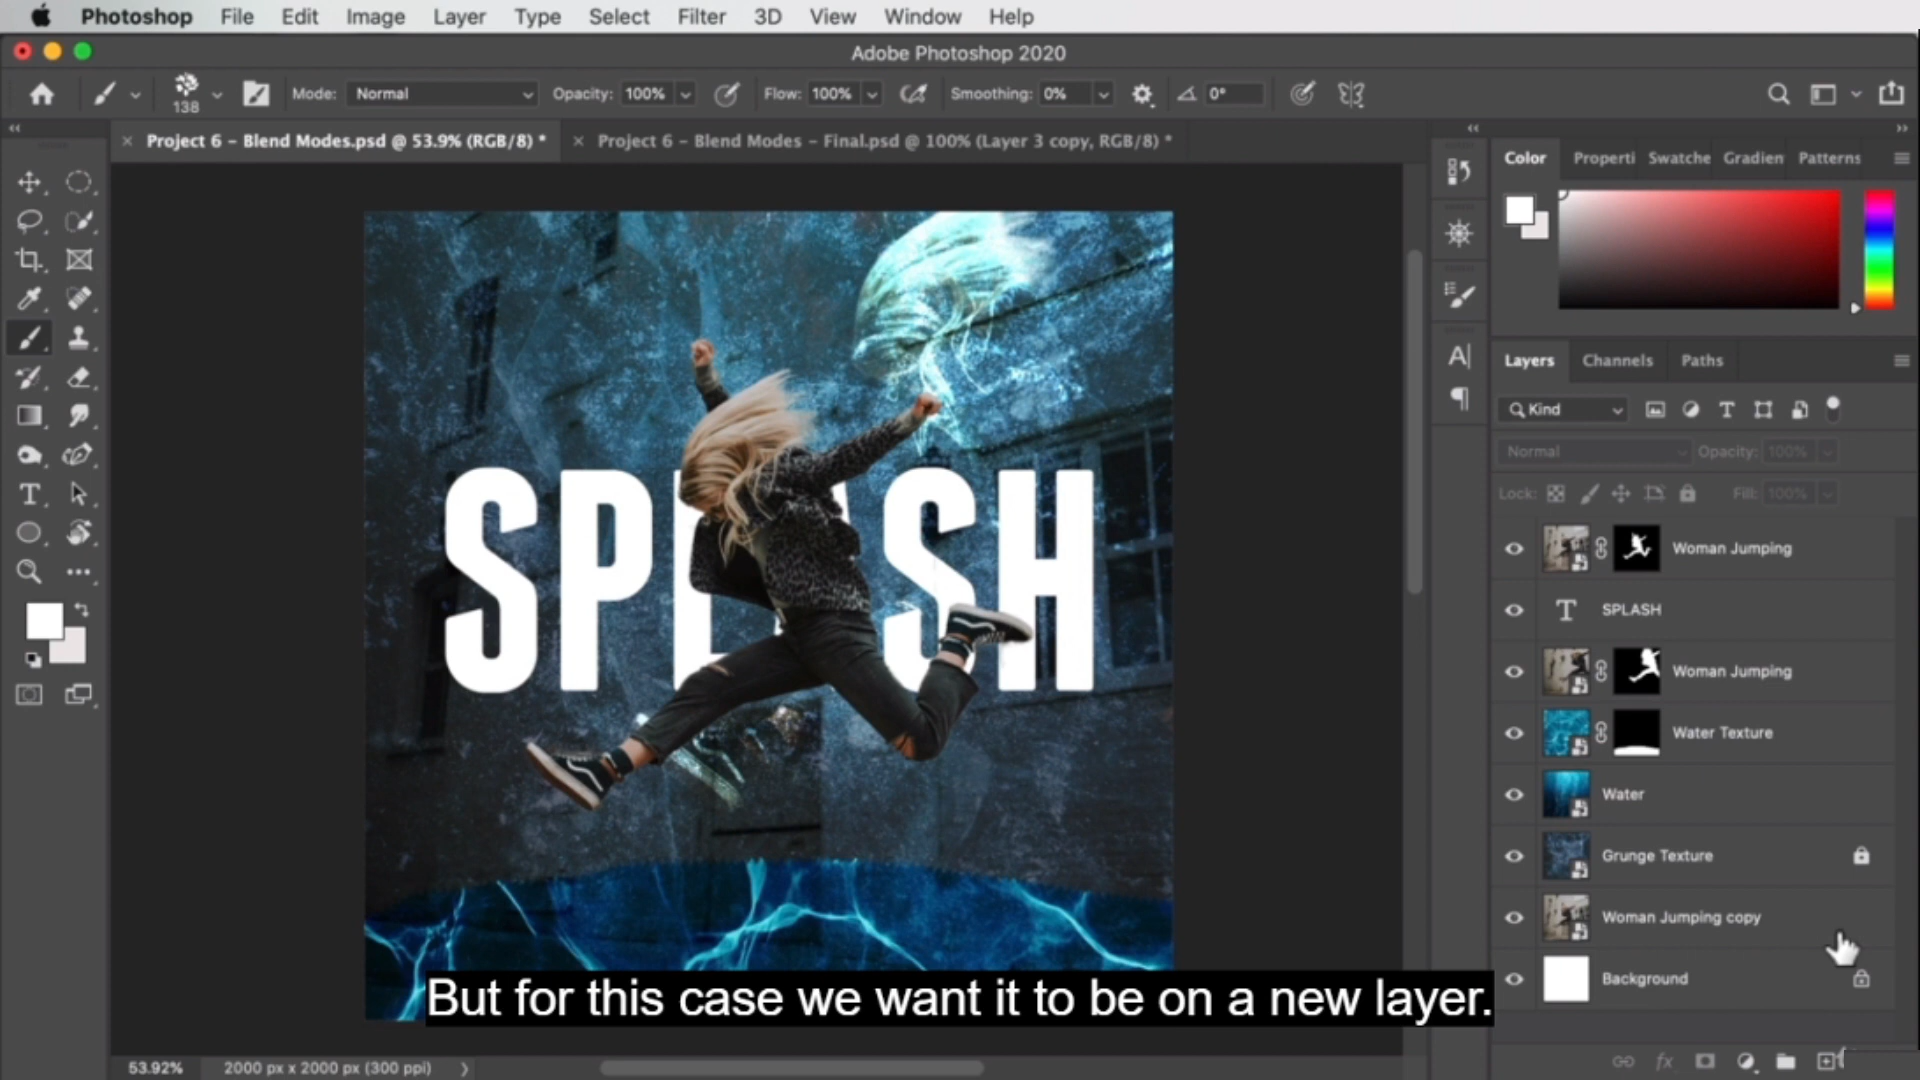 Photoshop File Edit Image Layer Type Select Filter 3D View Window Help
Adobe Photoshop 2020
138 Mode: Normal Opacity: 100% Flow: 100% Smoothing: 0% 0°
Project 6 – Blend Modes.psd @ 53.9% (RGB/8) * Project 6 – Blend Modes – Final.psd @ 100% (Layer 3 copy, RGB/8) *
Color Properti Swatche Gradien Patterns
Layers Channels Paths
Kind
Normal Opacity: 100%
Lock: Fill: 100%
SPLASH
Woman Jumping
SPLASH
Woman Jumping
Water Texture
Water
Grunge Texture
Woman Jumping copy
Background
But for this case we want it to be on a new layer.
53.92% 2000 px x 2000 px (300 ppi)